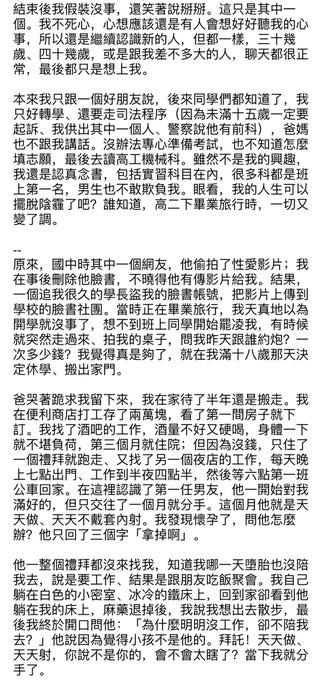 結束後我假裝沒事，還笑著說掰掰。這只是其中一
個。我不死心，心想應該還是有人會想好好聽我的心
事，所以還是繼續認識新的人，但都一樣，三十幾
歲、四十幾歲，或是跟我差不多大的人，聊天都很正
常，最後都只是想上我。
本來我只跟一個好朋友說，後來同學們都知道了，我
只好轉學、還要走司法程序（因為未滿十五歲一定要
起訴、我供出其中一個人、警察說他有前科），爸媽
也不跟我講話。沒辦法專心準備考試，也不知道怎麼
填志願，最後去讀高工機械科。雖然不是我的興趣，
我還是認真念書，包括實習科目在內，很多科都是班
上第一名，男生也不敢欺負我。眼看，我的人生可以
擺脫陰霾了吧？誰知道，高二下畢業旅行時，一切又
變了調。
--
原來，國中時其中一個網友，他偷拍了性愛影片；我
在事後刪除他臉書，不曉得他有傳影片給我。結果，
一個追我很久的學長盜我的臉書帳號，把影片上傳到
學校的臉書社團。當時正在畢業旅行，我天真地以為
開學就沒事了，想不到班上同學開始罷凌我，有時候
就突然走過來、拍我的桌子，問我昨天跟誰約炮？一
次多少錢？我覺得真是夠了，就在我滿十八歲那天決
定休學、搬出家門。
爸哭著跪求我留下來，我在家待了半年還是搬走。我
在便利商店打工存了兩萬塊，看了第一間房子就下
訂。我找了酒吧的工作，酒量不好又硬喝，身體一下
就不堪負荷，第三個月就住院；但因為沒錢，只住了
一個禮拜就跑走、又找了另一個夜店的工作，每天晚
上七點出門、工作到半夜四點半，然後等六點第一班
公車回家。在這裡認識了第一任男友，他一開始對我
滿好的，但只交往了一個月就分手。這個月他就是天
天做、天天不戴套內射。我發現懷孕了，問他怎麼
辦？他只回了三個字「拿掉啊」。
他一整個禮拜都沒來找我，知道我哪一天墮胎也沒陪
我去，說是要工作、結果是跟朋友吃飯聚會。我自己
躺在白色的小密室、冰冷的鐵床上，回到家卻看到他
躺在我的床上，麻藥退掉後，我說我想出去散步，最
後我終於開口問他：「為什麼明明沒工作，卻不陪我
去？」他說因為覺得小孩不是他的。拜託！天天做、
天天射，你說不是你的，會不會太瞎了？當下我就分
手了。